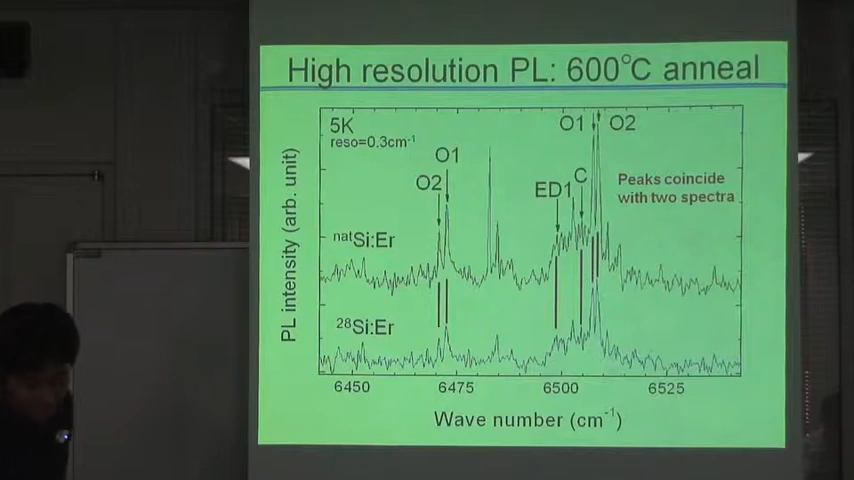 High resolution PL: 600℃ anneal
5K
reso=0.3cm⁻¹
O1 O2
O1
O2
ED1
C
Peaks coincide
with two spectra
natSi:Er
28Si:Er
PL intensity (arb. unit)
6450 6475 6500 6525
Wave number (cm⁻¹)